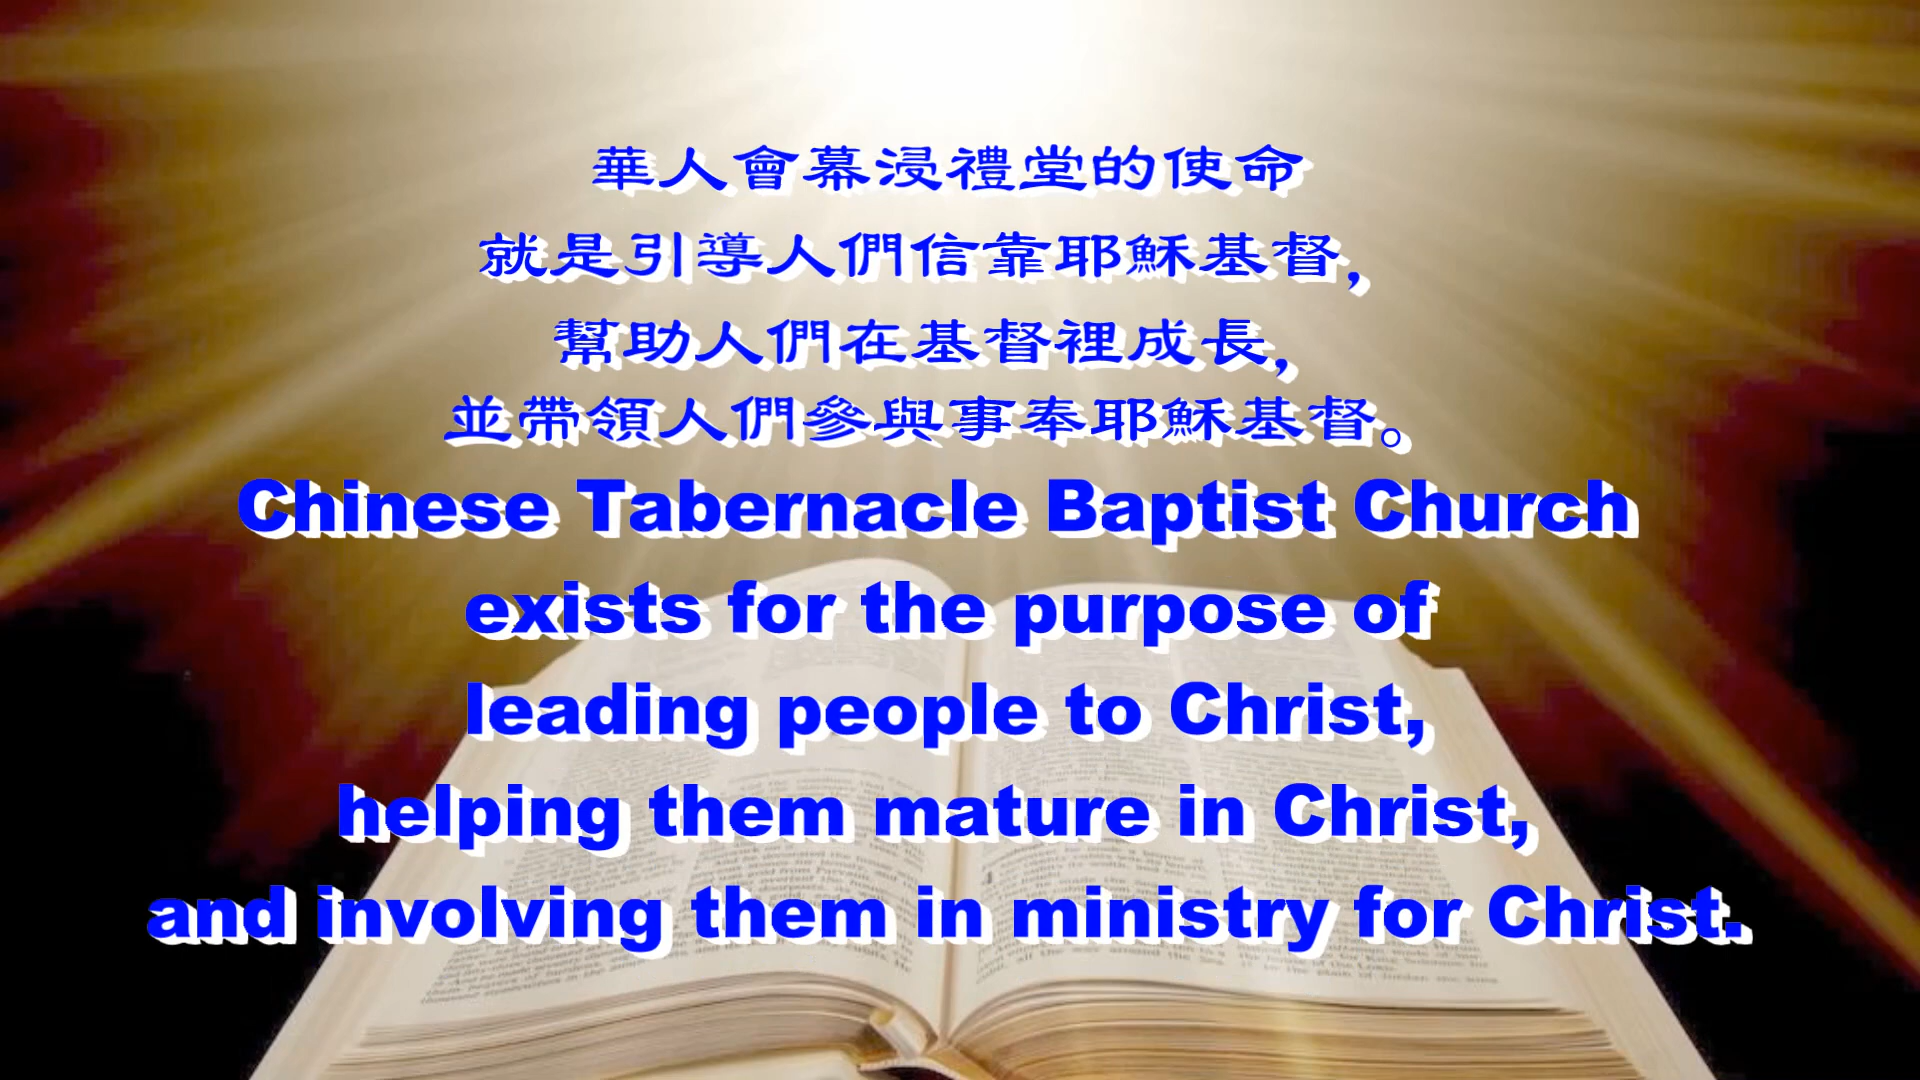 華人會幕浸禮堂的使命
就是引導人們信靠耶穌基督,
幫助人們在基督裡成長,
並帶領人們參與事奉耶穌基督。
Chinese Tabernacle Baptist Church
exists for the purpose of
leading people to Christ,
helping them mature in Christ,
and involving them in ministry for Christ.